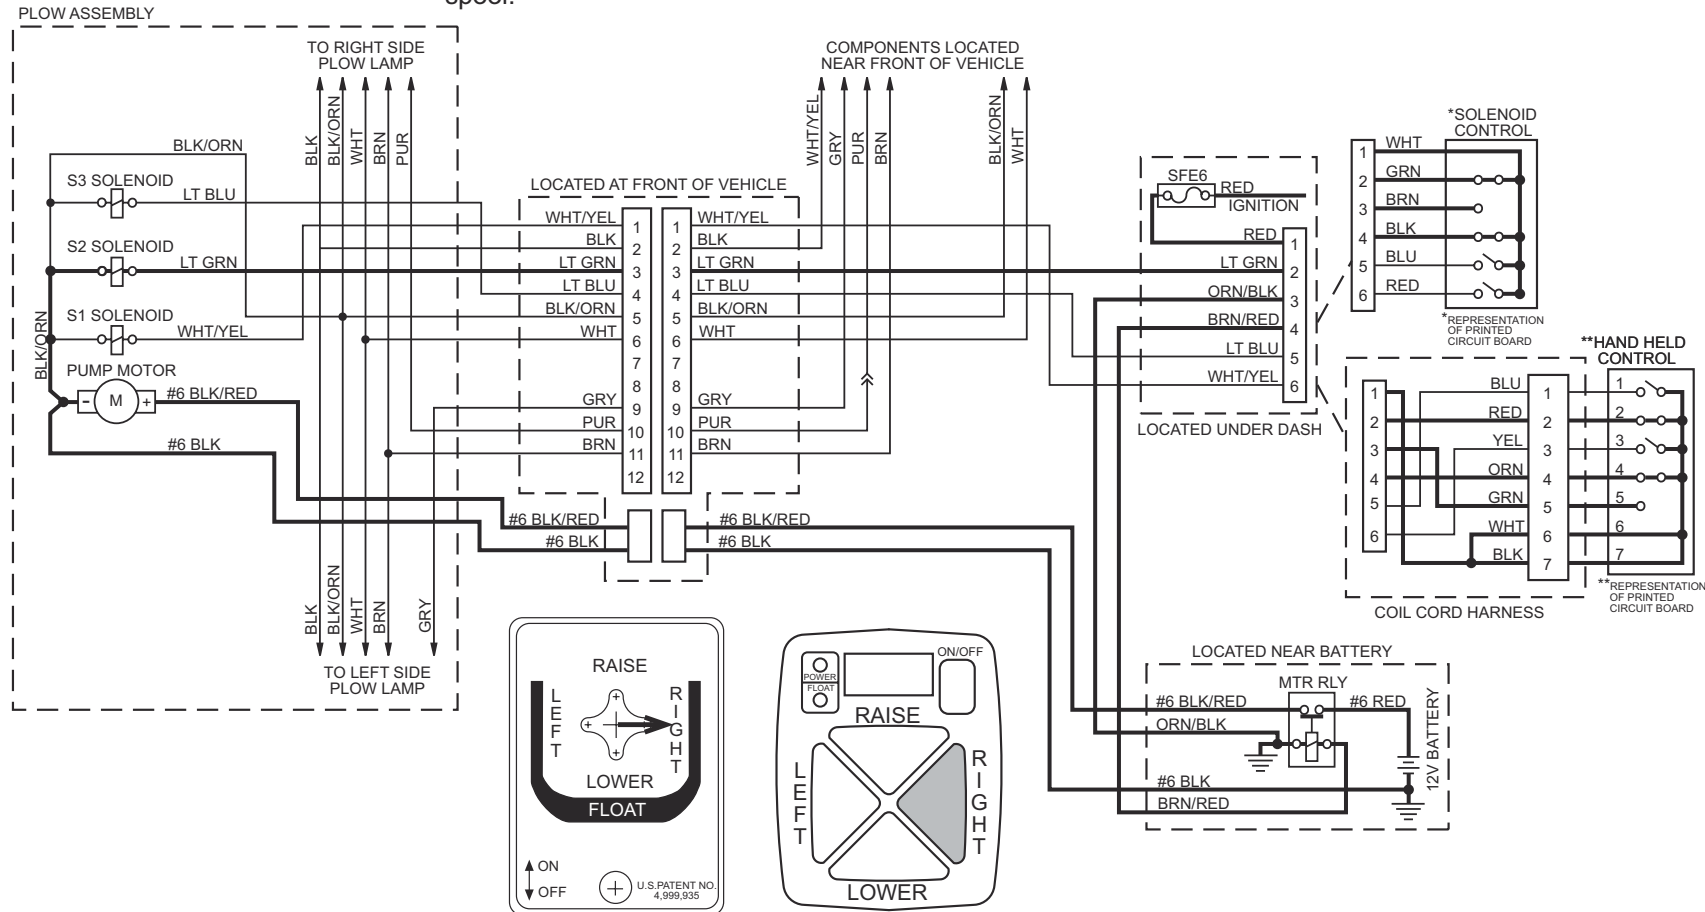 spool.
PLOW ASSEMBLY
TO RIGHT SIDE
PLOW LAMP
BLK
BLK/ORN
WHT
BRN
PUR
BLK/ORN
S3 SOLENOID
LT BLU
S2 SOLENOID
LT GRN
S1 SOLENOID
WHT/YEL
BLK/ORN
PUMP MOTOR
- M +
#6 BLK/RED
#6 BLK
BLK
BLK/ORN
WHT
BRN
GRY
TO LEFT SIDE
PLOW LAMP
LOCATED AT FRONT OF VEHICLE
WHT/YEL 1 1 WHT/YEL
BLK 2 2 BLK
LT GRN 3 3 LT GRN
LT BLU 4 4 LT BLU
BLK/ORN 5 5 BLK/ORN
WHT 6 6 WHT
7 7
8 8
GRY 9 9 GRY
PUR 10 10 PUR
BRN 11 11 BRN
12 12
#6 BLK/RED #6 BLK/RED
#6 BLK #6 BLK
COMPONENTS LOCATED
NEAR FRONT OF VEHICLE
WHT/YEL
GRY
PUR
BRN
BLK/ORN
WHT
SFE6
RED
IGNITION
RED 1
LT GRN 2
ORN/BLK 3
BRN/RED 4
LT BLU 5
WHT/YEL 6
LOCATED UNDER DASH
*SOLENOID
CONTROL
1 WHT
2 GRN
3 BRN
4 BLK
5 BLU
6 RED
*REPRESENTATION
OF PRINTED
CIRCUIT BOARD
**HAND HELD
CONTROL
1 BLU 1 1
2 RED 2 2
3 YEL 3 3
4 ORN 4 4
5 GRN 5 5
6 WHT 6 6
BLK 7 7
**REPRESENTATION
OF PRINTED
CIRCUIT BOARD
COIL CORD HARNESS
LOCATED NEAR BATTERY
MTR RLY
#6 BLK/RED
#6 RED
ORN/BLK
12V BATTERY
#6 BLK
BRN/RED
RAISE
LEFT
RIGHT
LOWER
FLOAT
ON
OFF
U.S.PATENT NO.
4,999,935
POWER
FLOAT
ON/OFF
RAISE
LEFT
RIGHT
LOWER